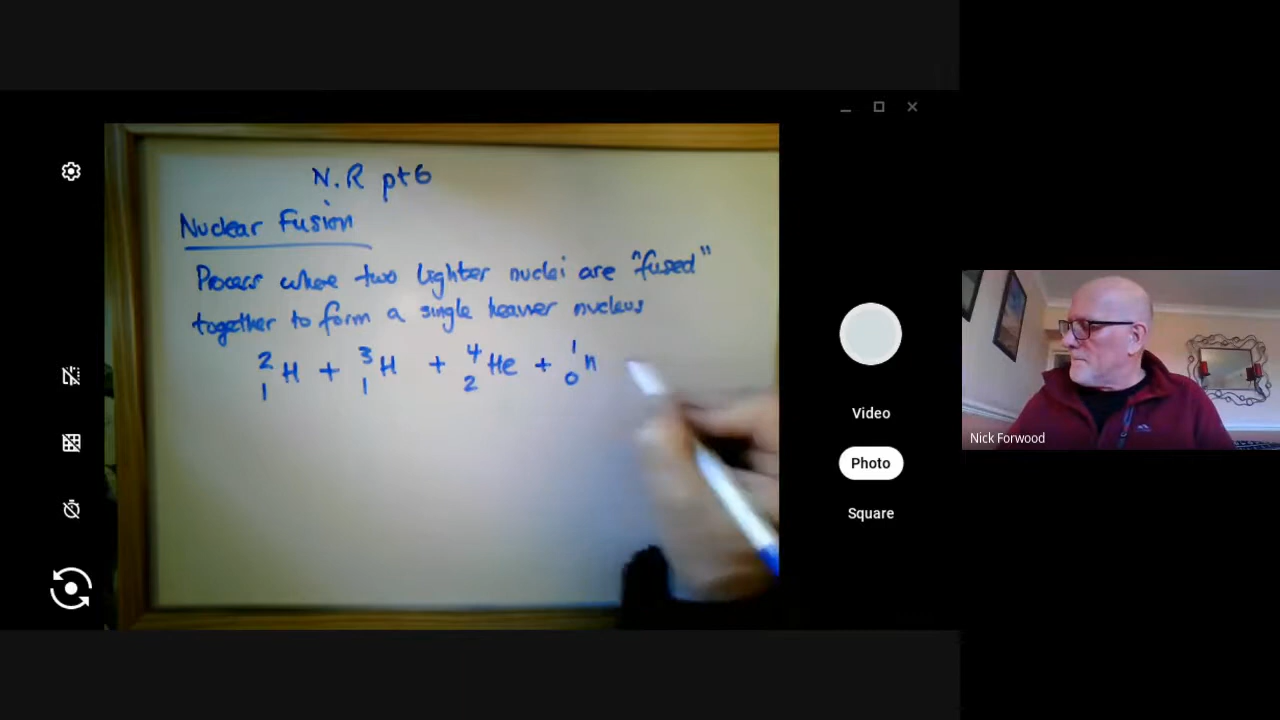 N.R pt6
Nuclear Fusion
Process where two lighter nuclei are "fused"
together to form a single heavier nucleus
²₁H + ³₁H + ⁴₂He + ¹₀n
Video
Photo
Square
Nick Forwood